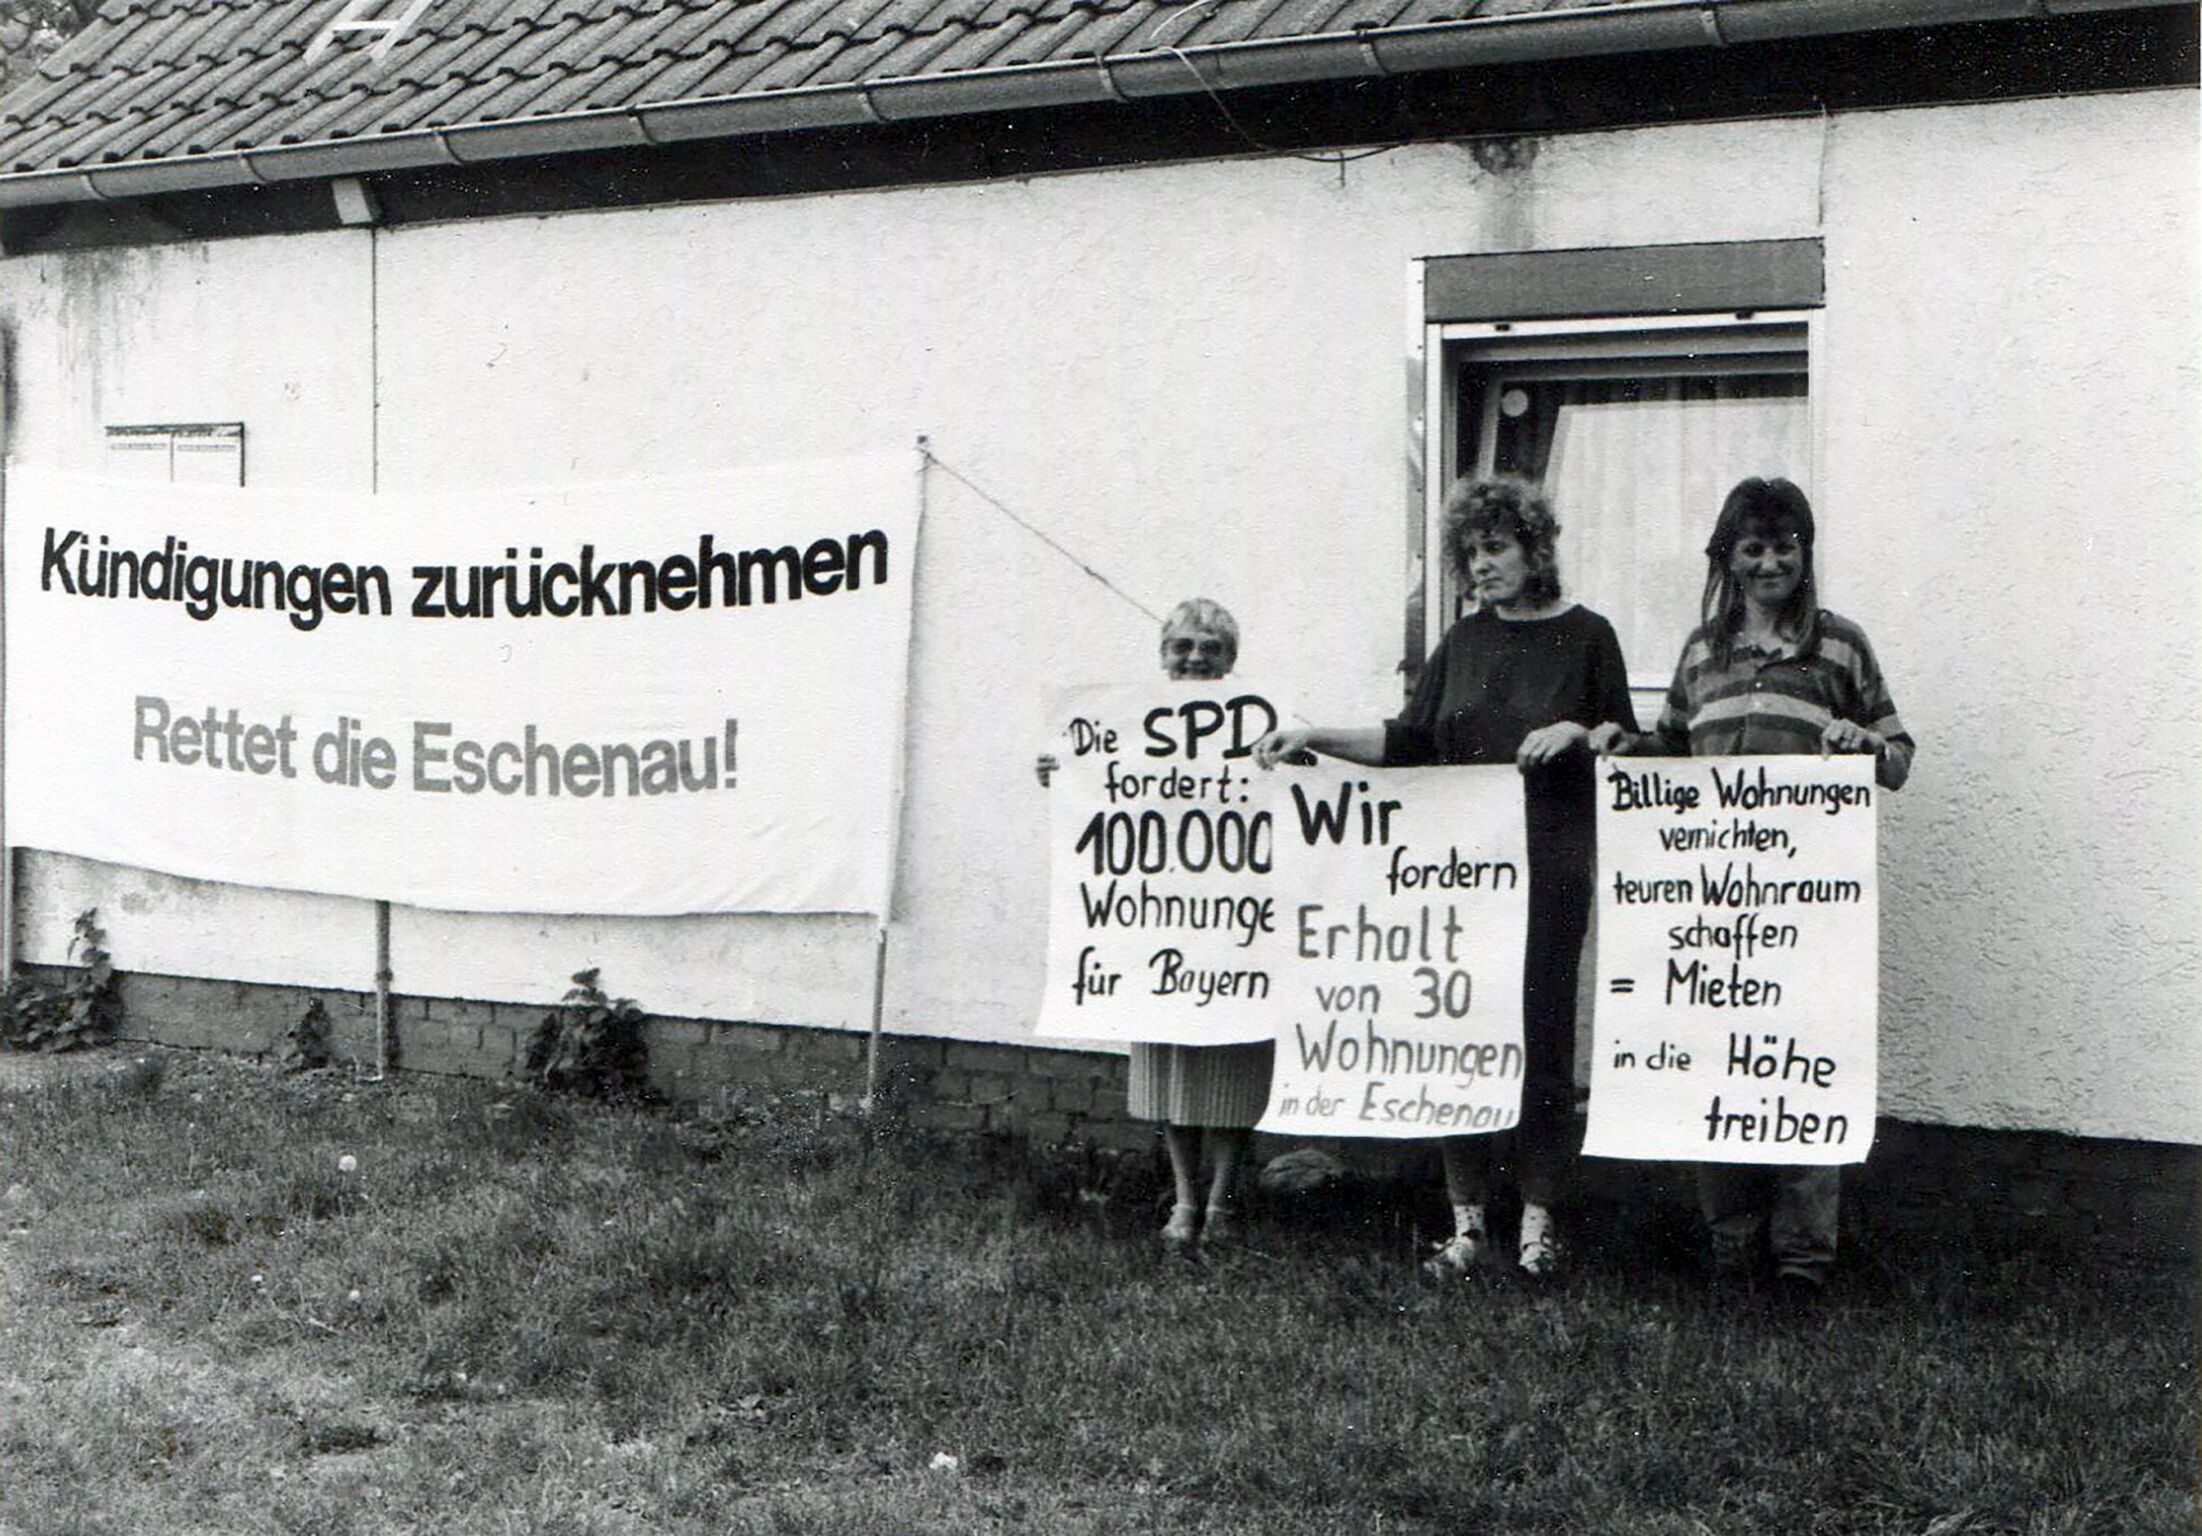 Kündigungen zurücknehmen
Rettet die Eschenau!
Die SPD
fordert:
100.000
Wohnunge
für Bayern
Wir
fordern
Erhalt
von 30
Wohnungen
in der Eschenau
Billige Wohnungen
vernichten,
teuren Wohnraum
schaffen
= Mieten
in die Höhe
treiben